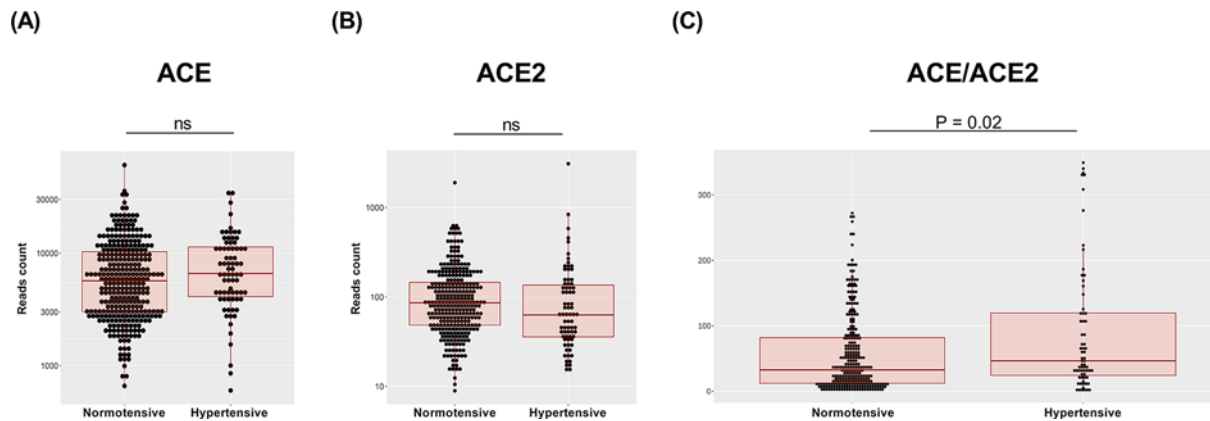 (A)
ACE
ns
Reads count
30000
10000
3000
1000
Normotensive Hypertensive
(B)
ACE2
ns
Reads count
1000
100
10
Normotensive Hypertensive
(C)
ACE/ACE2
P = 0.02
300
200
100
0
Normotensive Hypertensive